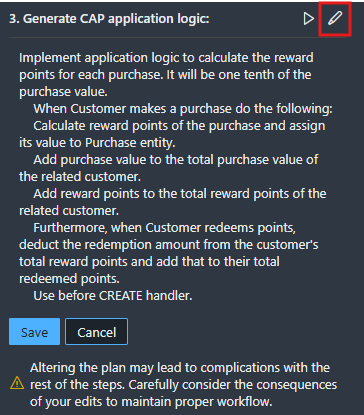 3. Generate CAP application logic:
Implement application logic to calculate the reward
points for each purchase. It will be one tenth of the
purchase value.
When Customer makes a purchase do the following:
Calculate reward points of the purchase and assign
its value to Purchase entity.
Add purchase value to the total purchase value of
the related customer.
Add reward points to the total reward points of the
related customer.
Furthermore, when Customer redeems points,
deduct the redemption amount from the customer's
total reward points and add that to their total
redeemed points.
Use before CREATE handler.
Save Cancel
Altering the plan may lead to complications with the
rest of the steps. Carefully consider the consequences
of your edits to maintain proper workflow.